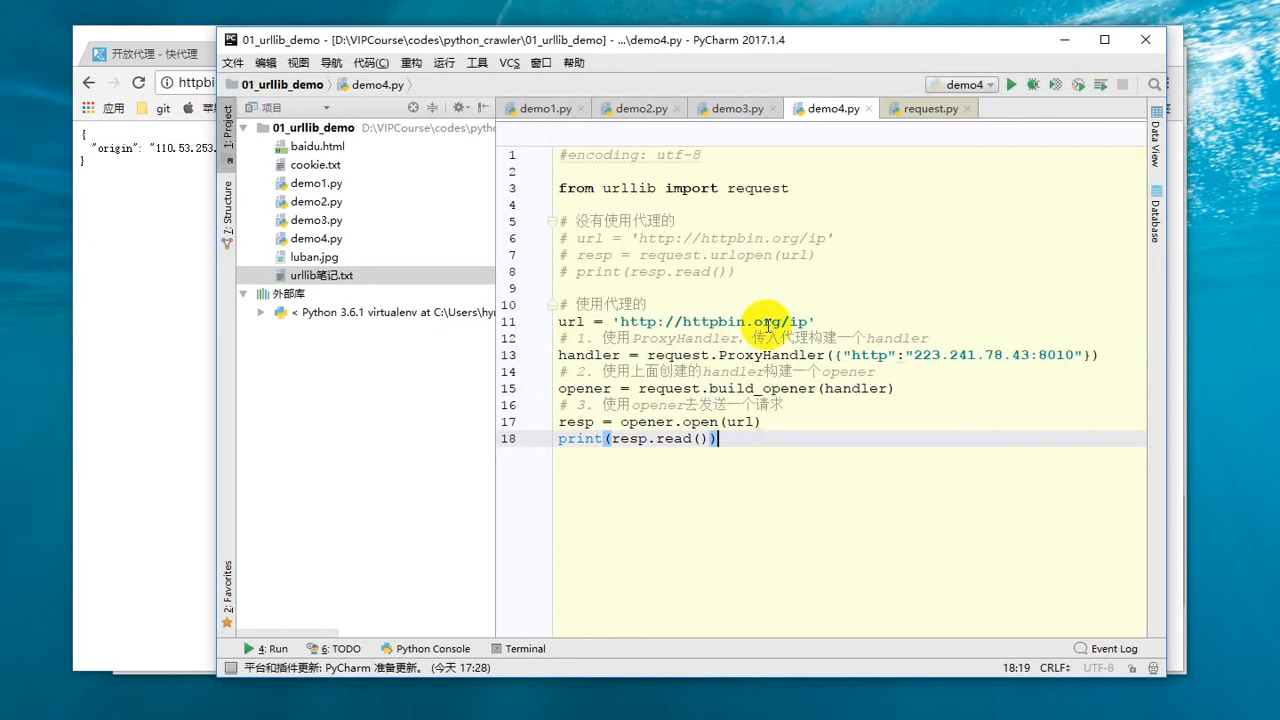 开放代理 - 快代理
httpbi
应用
git
{
"origin": "110.53.253.
}
01_urllib_demo - [D:\VIPCourse\codes\python_crawler\01_urllib_demo] - ...\demo4.py - PyCharm 2017.1.4
文件 编辑 视图 导航 代码(C) 重构 运行 工具 VCS 窗口 帮助
01_urllib_demo demo4.py
demo4
项目
demo1.py demo2.py demo3.py demo4.py request.py
1: Project
7: Structure
2: Favorites
01_urllib_demo D:\VIPCourse\codes\pytho
baidu.html
cookie.txt
demo1.py
demo2.py
demo3.py
demo4.py
luban.jpg
urllib笔记.txt
外部库
< Python 3.6.1 virtualenv at C:\Users\hyn
1 #encoding: utf-8
2
3 from urllib import request
4
5 # 没有使用代理的
6 # url = 'http://httpbin.org/ip'
7 # resp = request.urlopen(url)
8 # print(resp.read())
9
10 # 使用代理的
11 url = 'http://httpbin.org/ip'
12 # 1. 使用ProxyHandler，传入代理构建一个handler
13 handler = request.ProxyHandler({"http":"223.241.78.43:8010"})
14 # 2. 使用上面创建的handler构建一个opener
15 opener = request.build_opener(handler)
16 # 3. 使用opener去发送一个请求
17 resp = opener.open(url)
18 print(resp.read())
Data View
Database
4: Run 6: TODO Python Console Terminal Event Log
平台和插件更新: PyCharm 准备更新。 (今天 17:28) 18:19 CRLF UTF-8